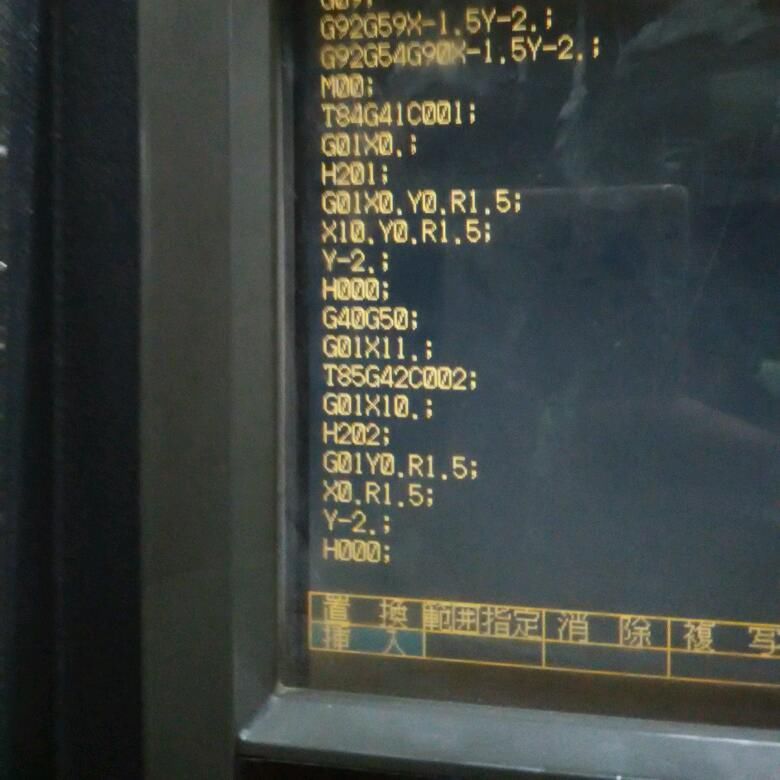 G09;
G92G59X-1.5Y-2.;
G92G54G90X-1.5Y-2.;
M00;
T84G41C001;
G01X0.;
H201;
G01X0.Y0.R1.5;
X10.Y0.R1.5;
Y-2.;
H000;
G40G50;
G01X11.;
T85G42C002;
G01X10.;
H202;
G01Y0.R1.5;
X0.R1.5;
Y-2.;
H000;
置換 範囲指定 消除 複写
挿入